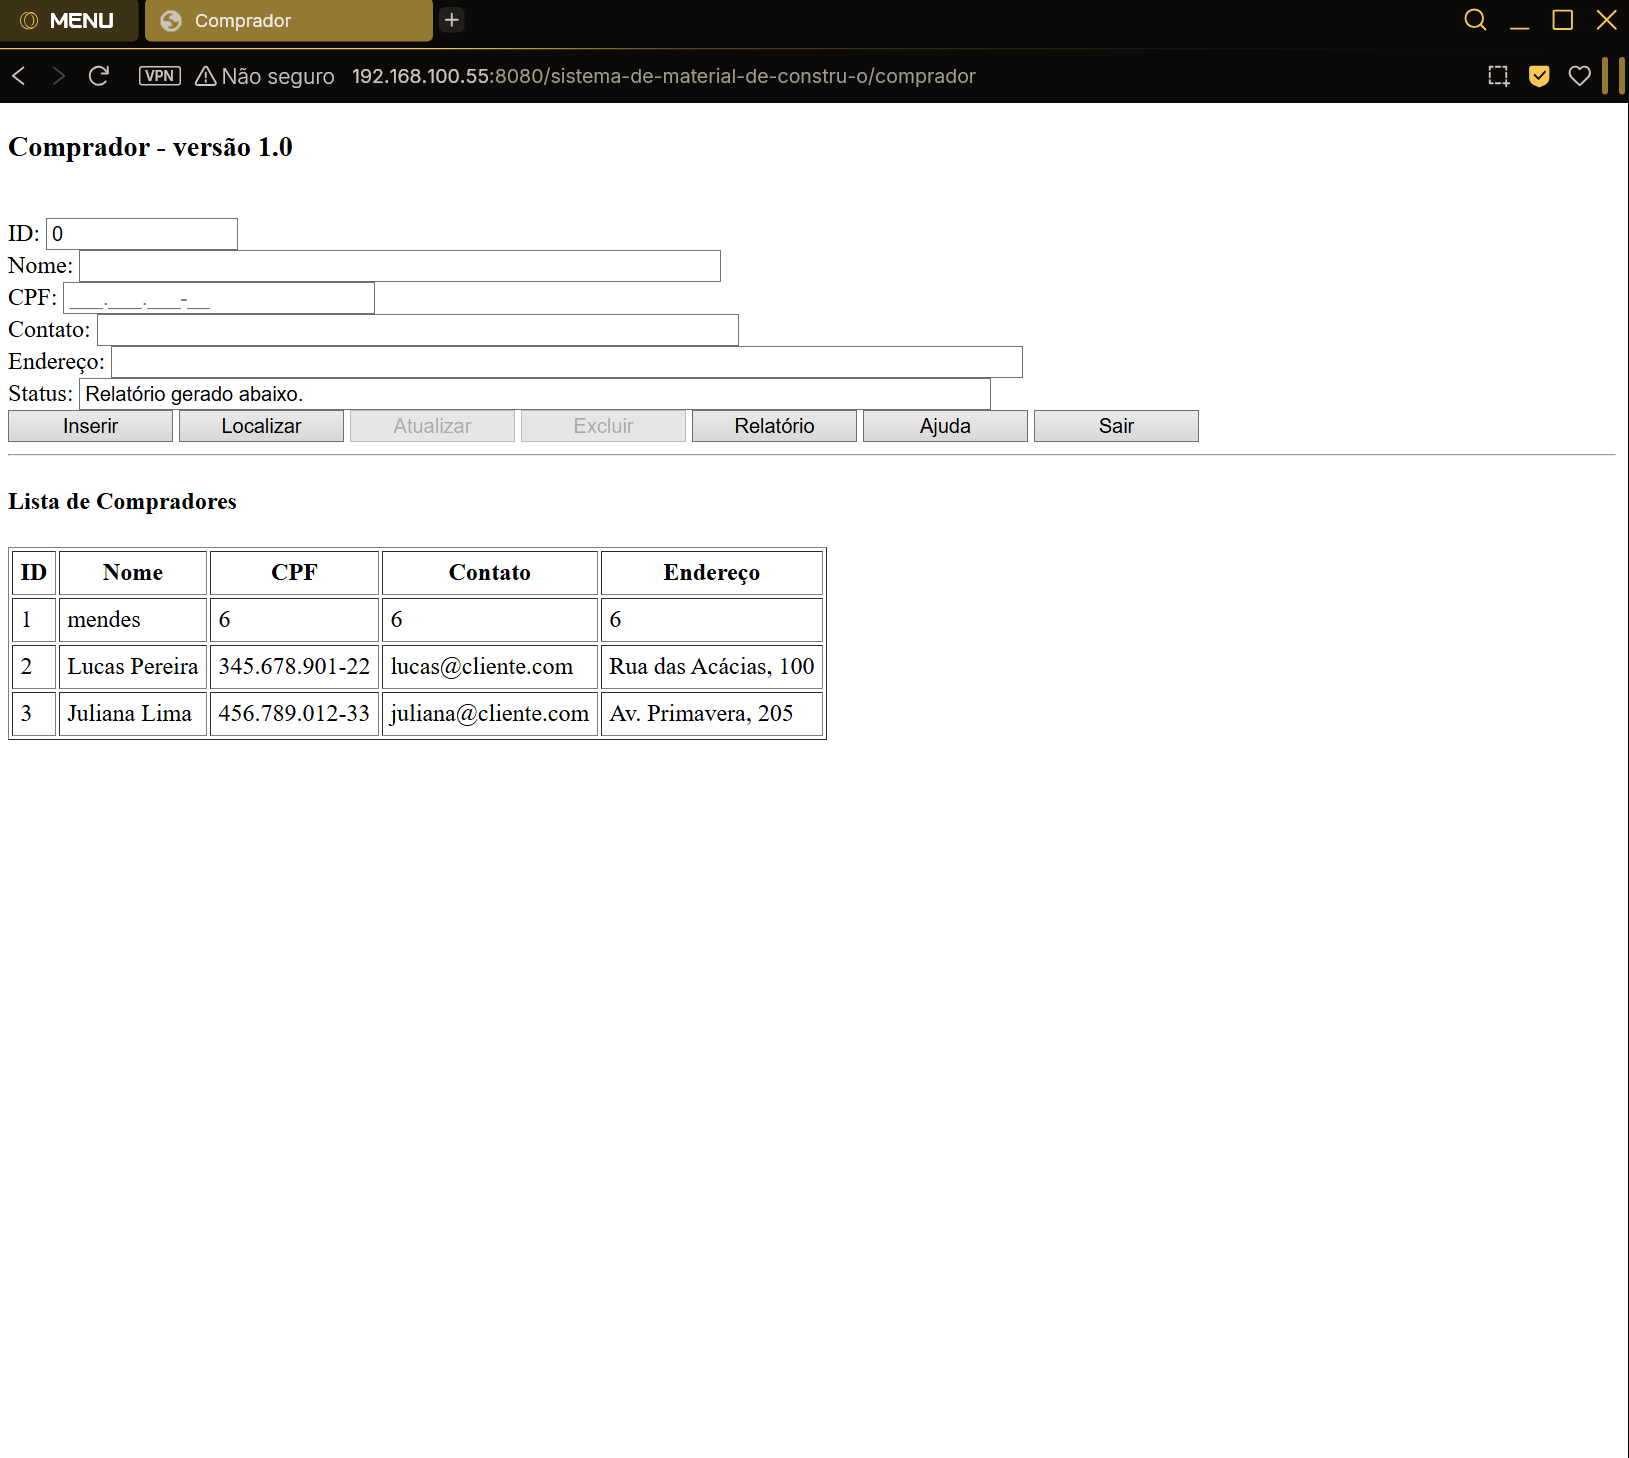 MENU Comprador
VPN Não seguro 192.168.100.55:8080/sistema-de-material-de-constru-o/comprador
Comprador - versão 1.0
ID: 0
Nome:
CPF: ___.___.___-__
Contato:
Endereço:
Status: Relatório gerado abaixo.
Inserir Localizar Atualizar Excluir Relatório Ajuda Sair
Lista de Compradores
ID Nome CPF Contato Endereço
1 mendes 6 6 6
2 Lucas Pereira 345.678.901-22 lucas@cliente.com Rua das Acácias, 100
3 Juliana Lima 456.789.012-33 juliana@cliente.com Av. Primavera, 205